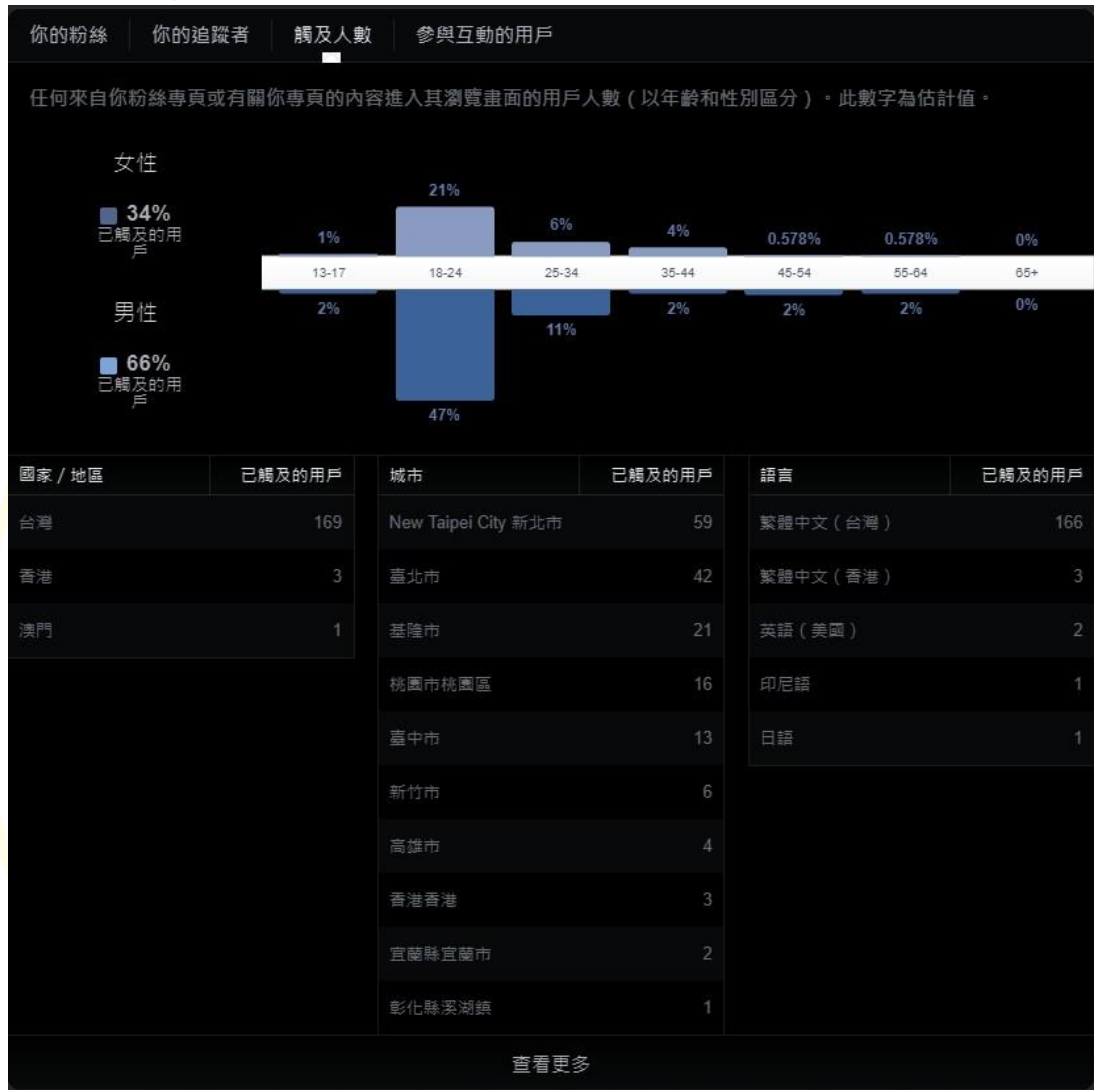 你的粉絲 你的追蹤者 觸及人數 參與互動的用戶
任何來自你粉絲專頁或有關你專頁的內容進入其瀏覽畫面的用戶人數（以年齡和性別區分）。此數字為估計值。
女性
34%
已觸及的用
戶
1% 21% 6% 4% 0.578% 0.578% 0%
13-17 18-24 25-34 35-44 45-54 55-64 65+
男性
66%
已觸及的用
戶
2% 47% 11% 2% 2% 2% 0%
國家 / 地區 已觸及的用戶
台灣 169
香港 3
澳門 1
城市 已觸及的用戶
New Taipei City 新北市 59
臺北市 42
基隆市 21
桃園市桃園區 16
臺中市 13
新竹市 6
高雄市 4
香港香港 3
宜蘭縣宜蘭市 2
彰化縣溪湖鎮 1
語言 已觸及的用戶
繁體中文（台灣） 166
繁體中文（香港） 3
英語（美國） 2
印尼語 1
日語 1
查看更多